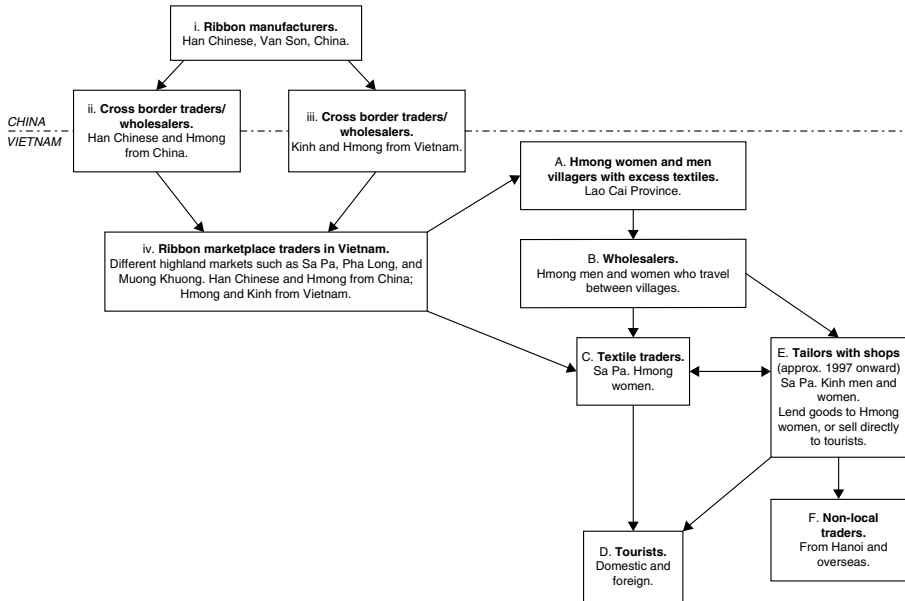 i. Ribbon manufacturers.
Han Chinese, Van Son, China.
ii. Cross border traders/
wholesalers.
Han Chinese and Hmong
from China.
iii. Cross border traders/
wholesalers.
Kinh and Hmong from Vietnam.
CHINA
VIETNAM
A. Hmong women and men
villagers with excess textiles.
Lao Cai Province.
iv. Ribbon marketplace traders in Vietnam.
Different highland markets such as Sa Pa, Pha Long, and
Muong Khuong. Han Chinese and Hmong from China;
Hmong and Kinh from Vietnam.
B. Wholesalers.
Hmong men and women who travel
between villages.
C. Textile traders.
Sa Pa. Hmong
women.
E. Tailors with shops
(approx. 1997 onward)
Sa Pa. Kinh men and
women.
Lend goods to Hmong
women, or sell directly
to tourists.
D. Tourists.
Domestic and
foreign.
F. Non-local
traders.
From Hanoi and
overseas.